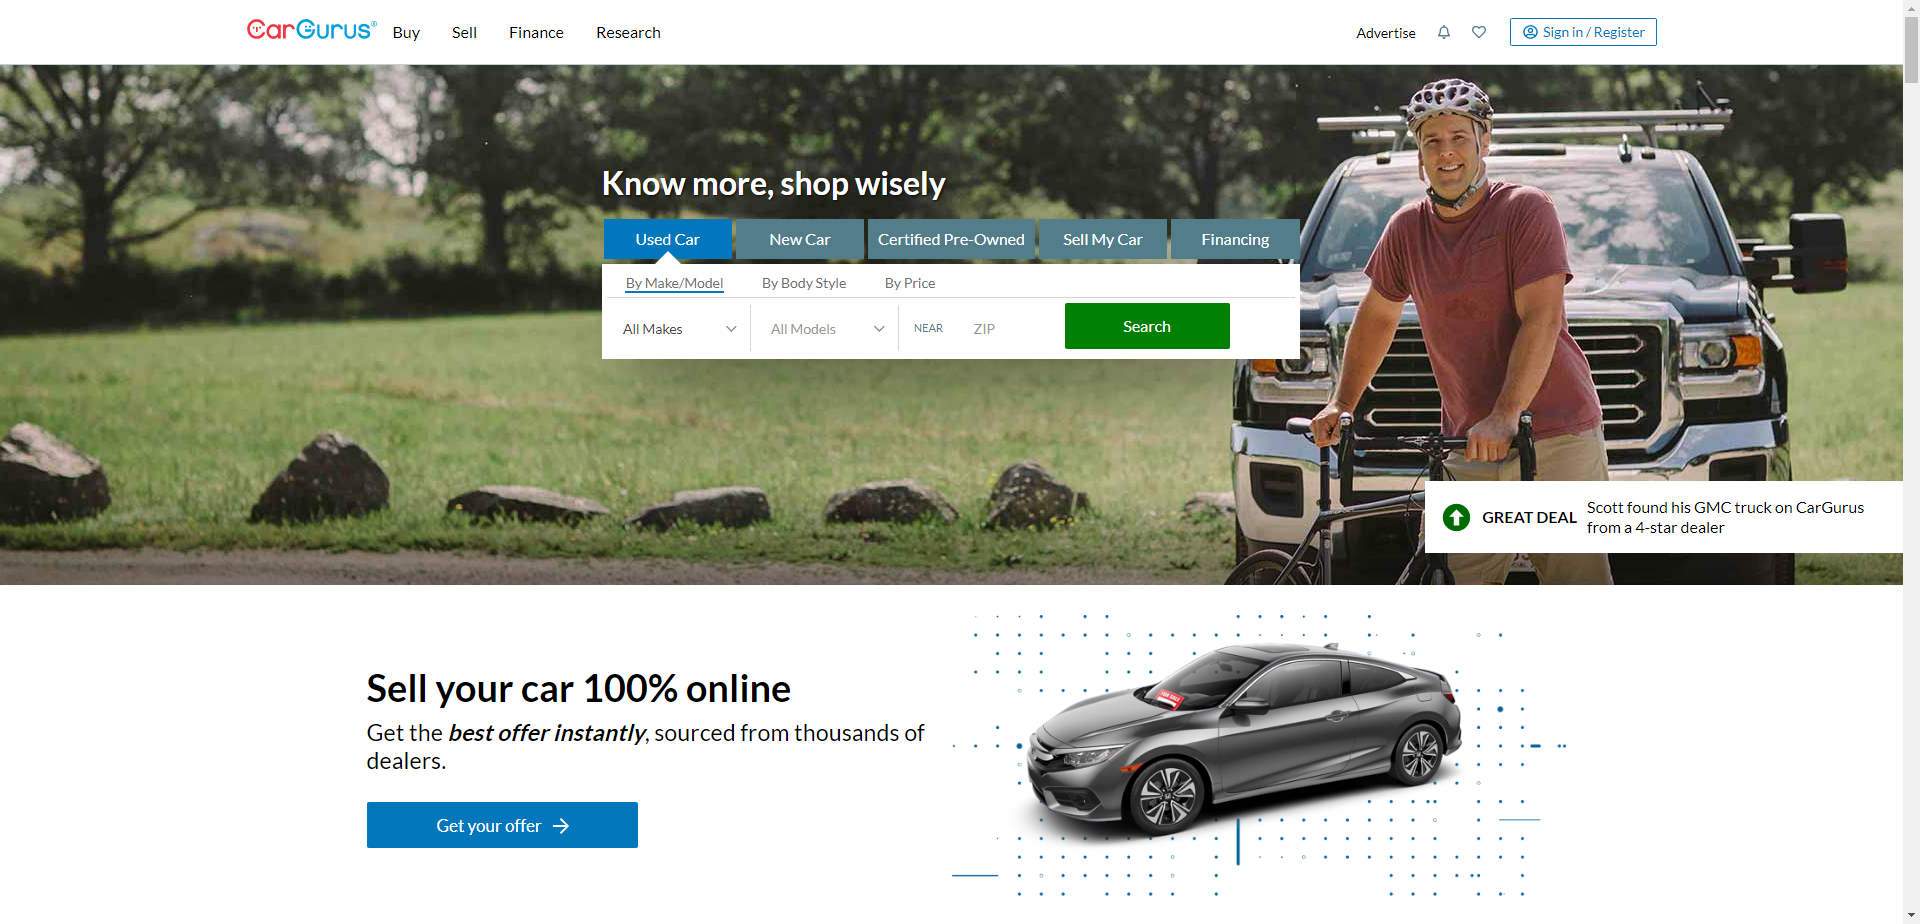 CarGurus®
Buy
Sell
Finance
Research
Advertise
Sign in / Register
Know more, shop wisely
Used Car
New Car
Certified Pre-Owned
Sell My Car
Financing
By Make/Model
By Body Style
By Price
All Makes
All Models
NEAR
ZIP
Search
GREAT DEAL
Scott found his GMC truck on CarGurus
from a 4-star dealer
Sell your car 100% online
Get the best offer instantly, sourced from thousands of
dealers.
FOR SALE
Get your offer